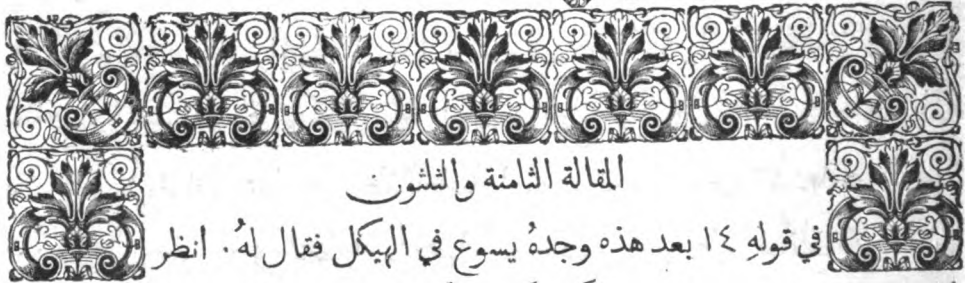 المقالة الثامنة والثلثون
في قولهِ ١٤ بعد هذه وجدهُ يسوع في الهيكل فقال لهُ. انظر